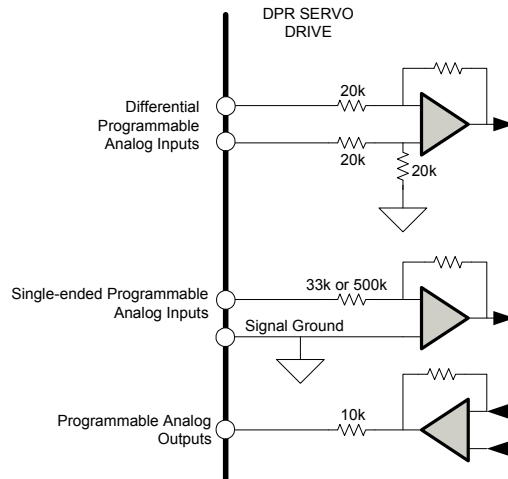 DPR SERVO
DRIVE
Differential
Programmable
Analog Inputs
20k
20k
20k
Single-ended Programmable
Analog Inputs
33k or 500k
Signal Ground
Programmable Analog
Outputs
10k